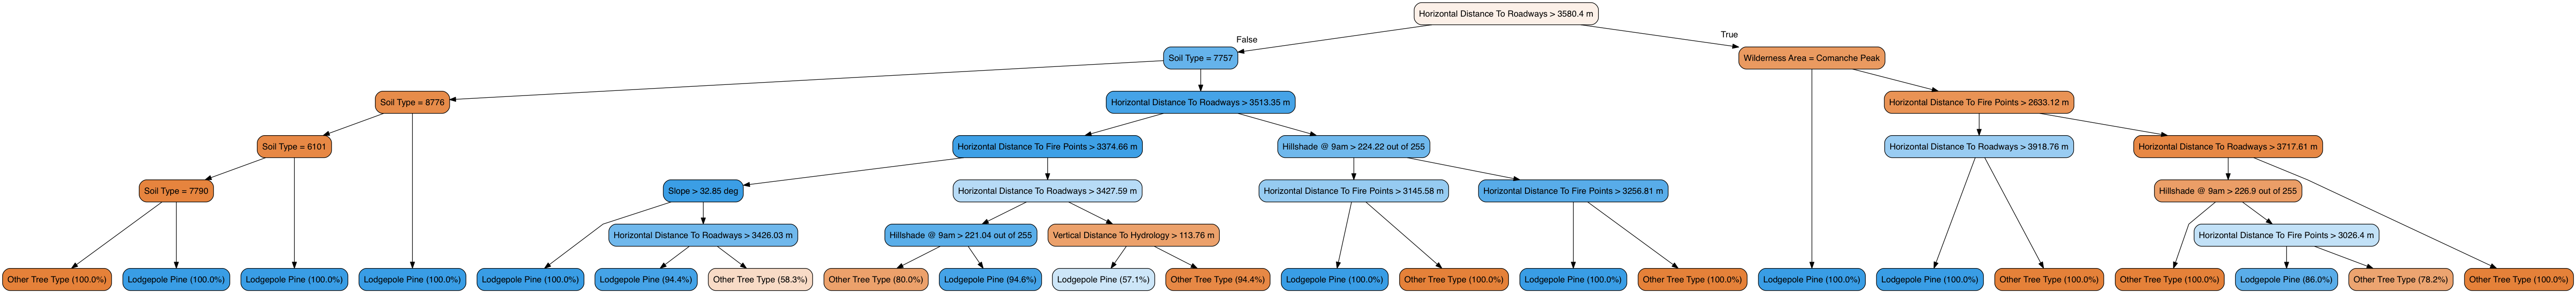 Horizontal Distance To Roadways > 3580.4 m
False
True
Soil Type = 7757
Wilderness Area = Comanche Peak
Soil Type = 8776
Horizontal Distance To Roadways > 3513.35 m
Horizontal Distance To Fire Points > 2633.12 m
Soil Type = 6101
Horizontal Distance To Fire Points > 3374.66 m
Hillshade @ 9am > 224.22 out of 255
Horizontal Distance To Roadways > 3918.76 m
Horizontal Distance To Roadways > 3717.61 m
Soil Type = 7790
Slope > 32.85 deg
Horizontal Distance To Roadways > 3427.59 m
Horizontal Distance To Fire Points > 3145.58 m
Horizontal Distance To Fire Points > 3256.81 m
Hillshade @ 9am > 226.9 out of 255
Horizontal Distance To Roadways > 3426.03 m
Hillshade @ 9am > 221.04 out of 255
Vertical Distance To Hydrology > 113.76 m
Horizontal Distance To Fire Points > 3026.4 m
Other Tree Type (100.0%)
Lodgepole Pine (100.0%)
Lodgepole Pine (100.0%)
Lodgepole Pine (100.0%)
Lodgepole Pine (100.0%)
Lodgepole Pine (94.4%)
Other Tree Type (58.3%)
Other Tree Type (80.0%)
Lodgepole Pine (94.6%)
Lodgepole Pine (57.1%)
Other Tree Type (94.4%)
Lodgepole Pine (100.0%)
Other Tree Type (100.0%)
Lodgepole Pine (100.0%)
Other Tree Type (100.0%)
Lodgepole Pine (100.0%)
Lodgepole Pine (100.0%)
Other Tree Type (100.0%)
Other Tree Type (100.0%)
Lodgepole Pine (86.0%)
Other Tree Type (78.2%)
Other Tree Type (100.0%)